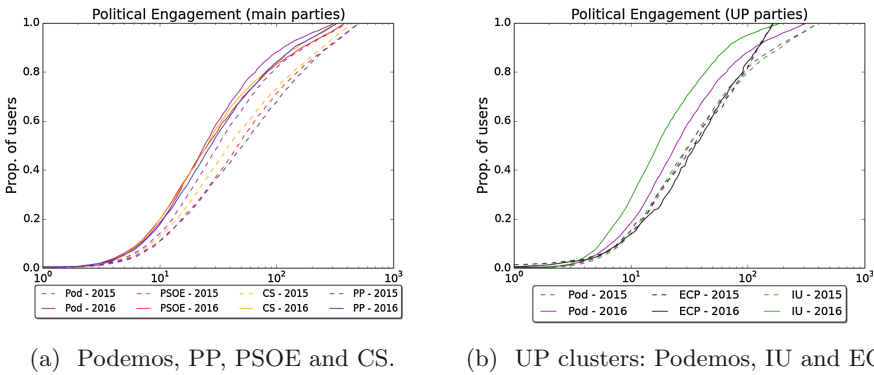 Political Engagement (main parties)
Prop. of users
1.0
0.8
0.6
0.4
0.2
0.0
10^0 10^1 10^2 10^3
Pod - 2015 PSOE - 2015 CS - 2015 PP - 2015
Pod - 2016 PSOE - 2016 CS - 2016 PP - 2016
(a) Podemos, PP, PSOE and CS.
Political Engagement (UP parties)
Prop. of users
1.0
0.8
0.6
0.4
0.2
0.0
10^0 10^1 10^2 10^3
Pod - 2015 ECP - 2015 IU - 2015
Pod - 2016 ECP - 2016 IU - 2016
(b) UP clusters: Podemos, IU and EC